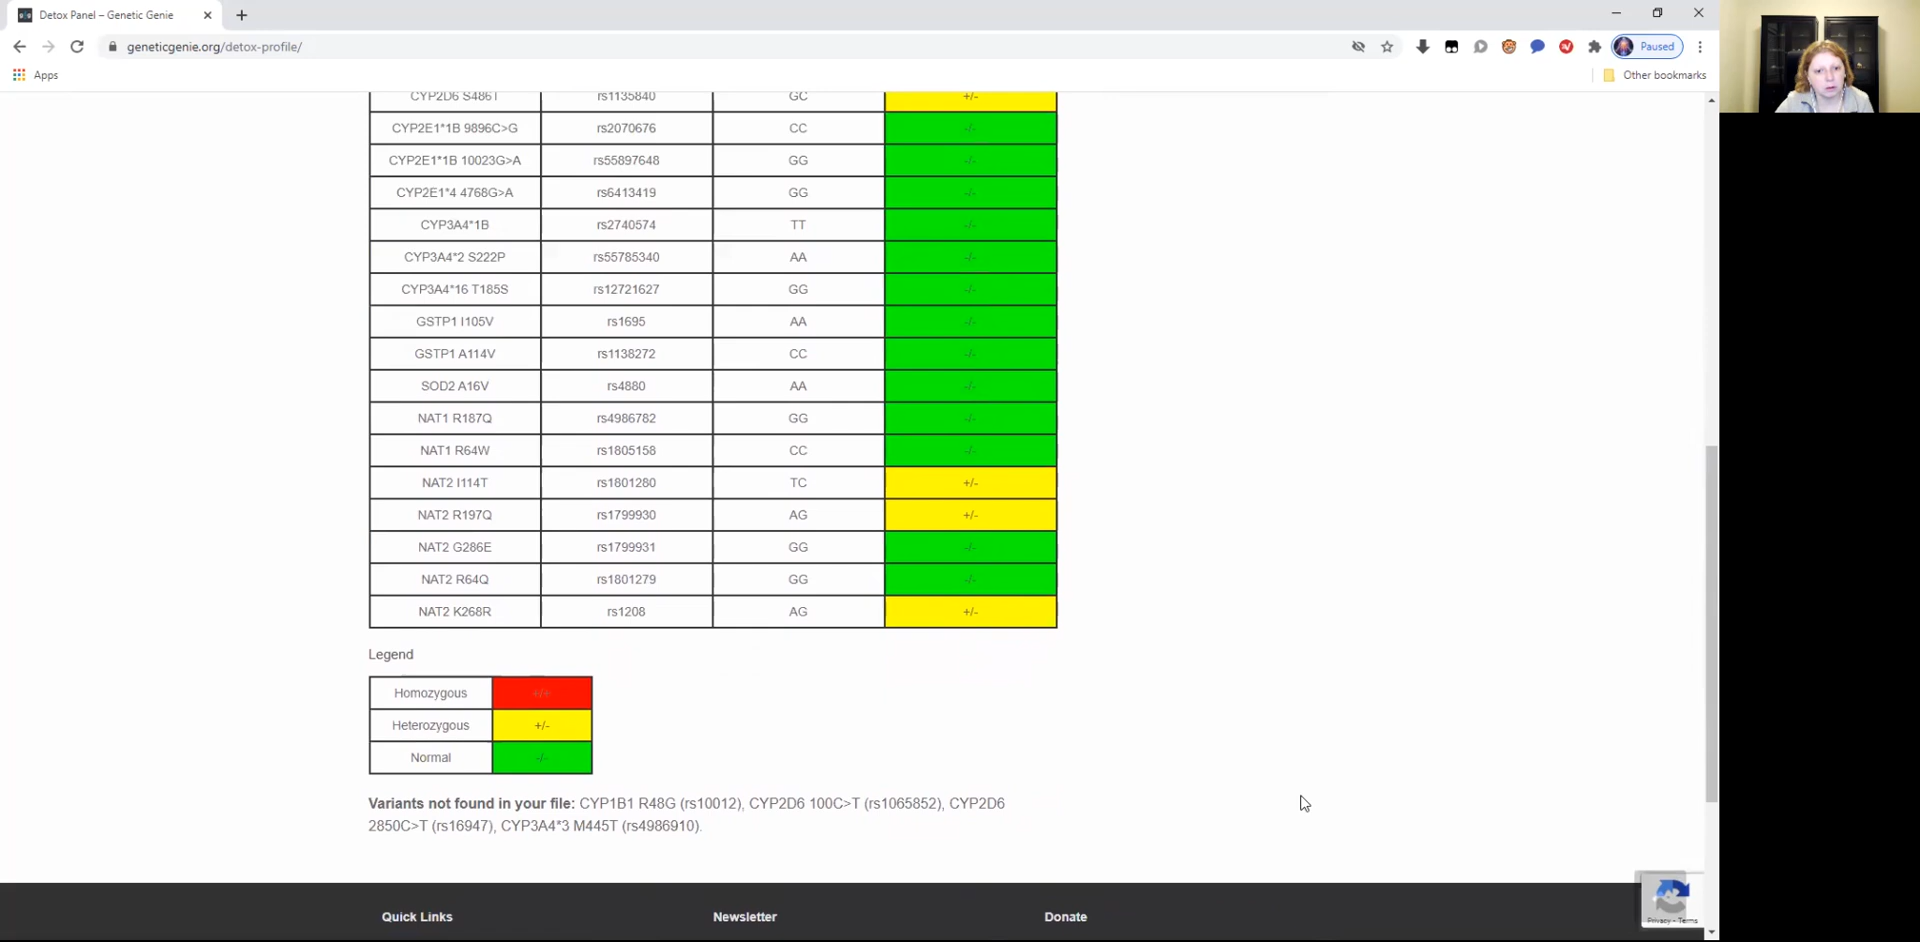 Detox Panel – Genetic Genie
geneticgenie.org/detox-profile/
Paused
Apps
Other bookmarks
CYP2D6 S486T rs1135840 GC +/-
CYP2E1*1B 9896C>G rs2070676 CC -/-
CYP2E1*1B 10023G>A rs55897648 GG -/-
CYP2E1*4 4768G>A rs6413419 GG -/-
CYP3A4*1B rs2740574 TT -/-
CYP3A4*2 S222P rs55785340 AA -/-
CYP3A4*16 T185S rs12721627 GG -/-
GSTP1 I105V rs1695 AA -/-
GSTP1 A114V rs1138272 CC -/-
SOD2 A16V rs4880 AA -/-
NAT1 R187Q rs4986782 GG -/-
NAT1 R64W rs1805158 CC -/-
NAT2 I114T rs1801280 TC +/-
NAT2 R197Q rs1799930 AG +/-
NAT2 G286E rs1799931 GG -/-
NAT2 R64Q rs1801279 GG -/-
NAT2 K268R rs1208 AG +/-
Legend
Homozygous +/+
Heterozygous +/-
Normal -/-
Variants not found in your file: CYP1B1 R48G (rs10012), CYP2D6 100C>T (rs1065852), CYP2D6
2850C>T (rs16947), CYP3A4*3 M445T (rs4986910).
Quick Links
Newsletter
Donate
Privacy - Terms